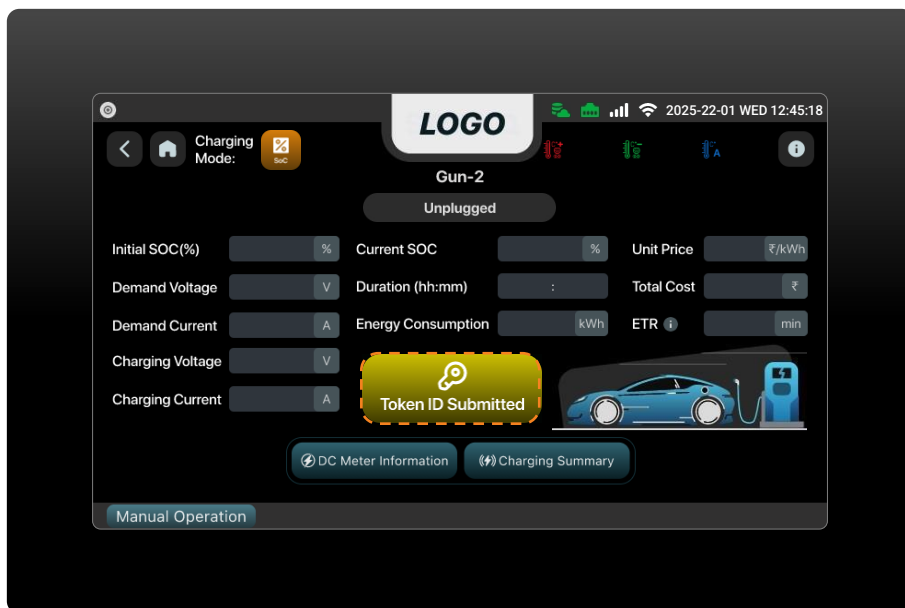 LOGO
2025-22-01 WED 12:45:18
Charging
Mode:
%
SoC
A
Gun-2
Unplugged
Initial SOC(%) %
Current SOC %
Unit Price ₹/kWh
Demand Voltage V
Duration (hh:mm) :
Total Cost ₹
Demand Current A
Energy Consumption kWh
ETR i min
Charging Voltage V
Charging Current A
Token ID Submitted
DC Meter Information
Charging Summary
Manual Operation